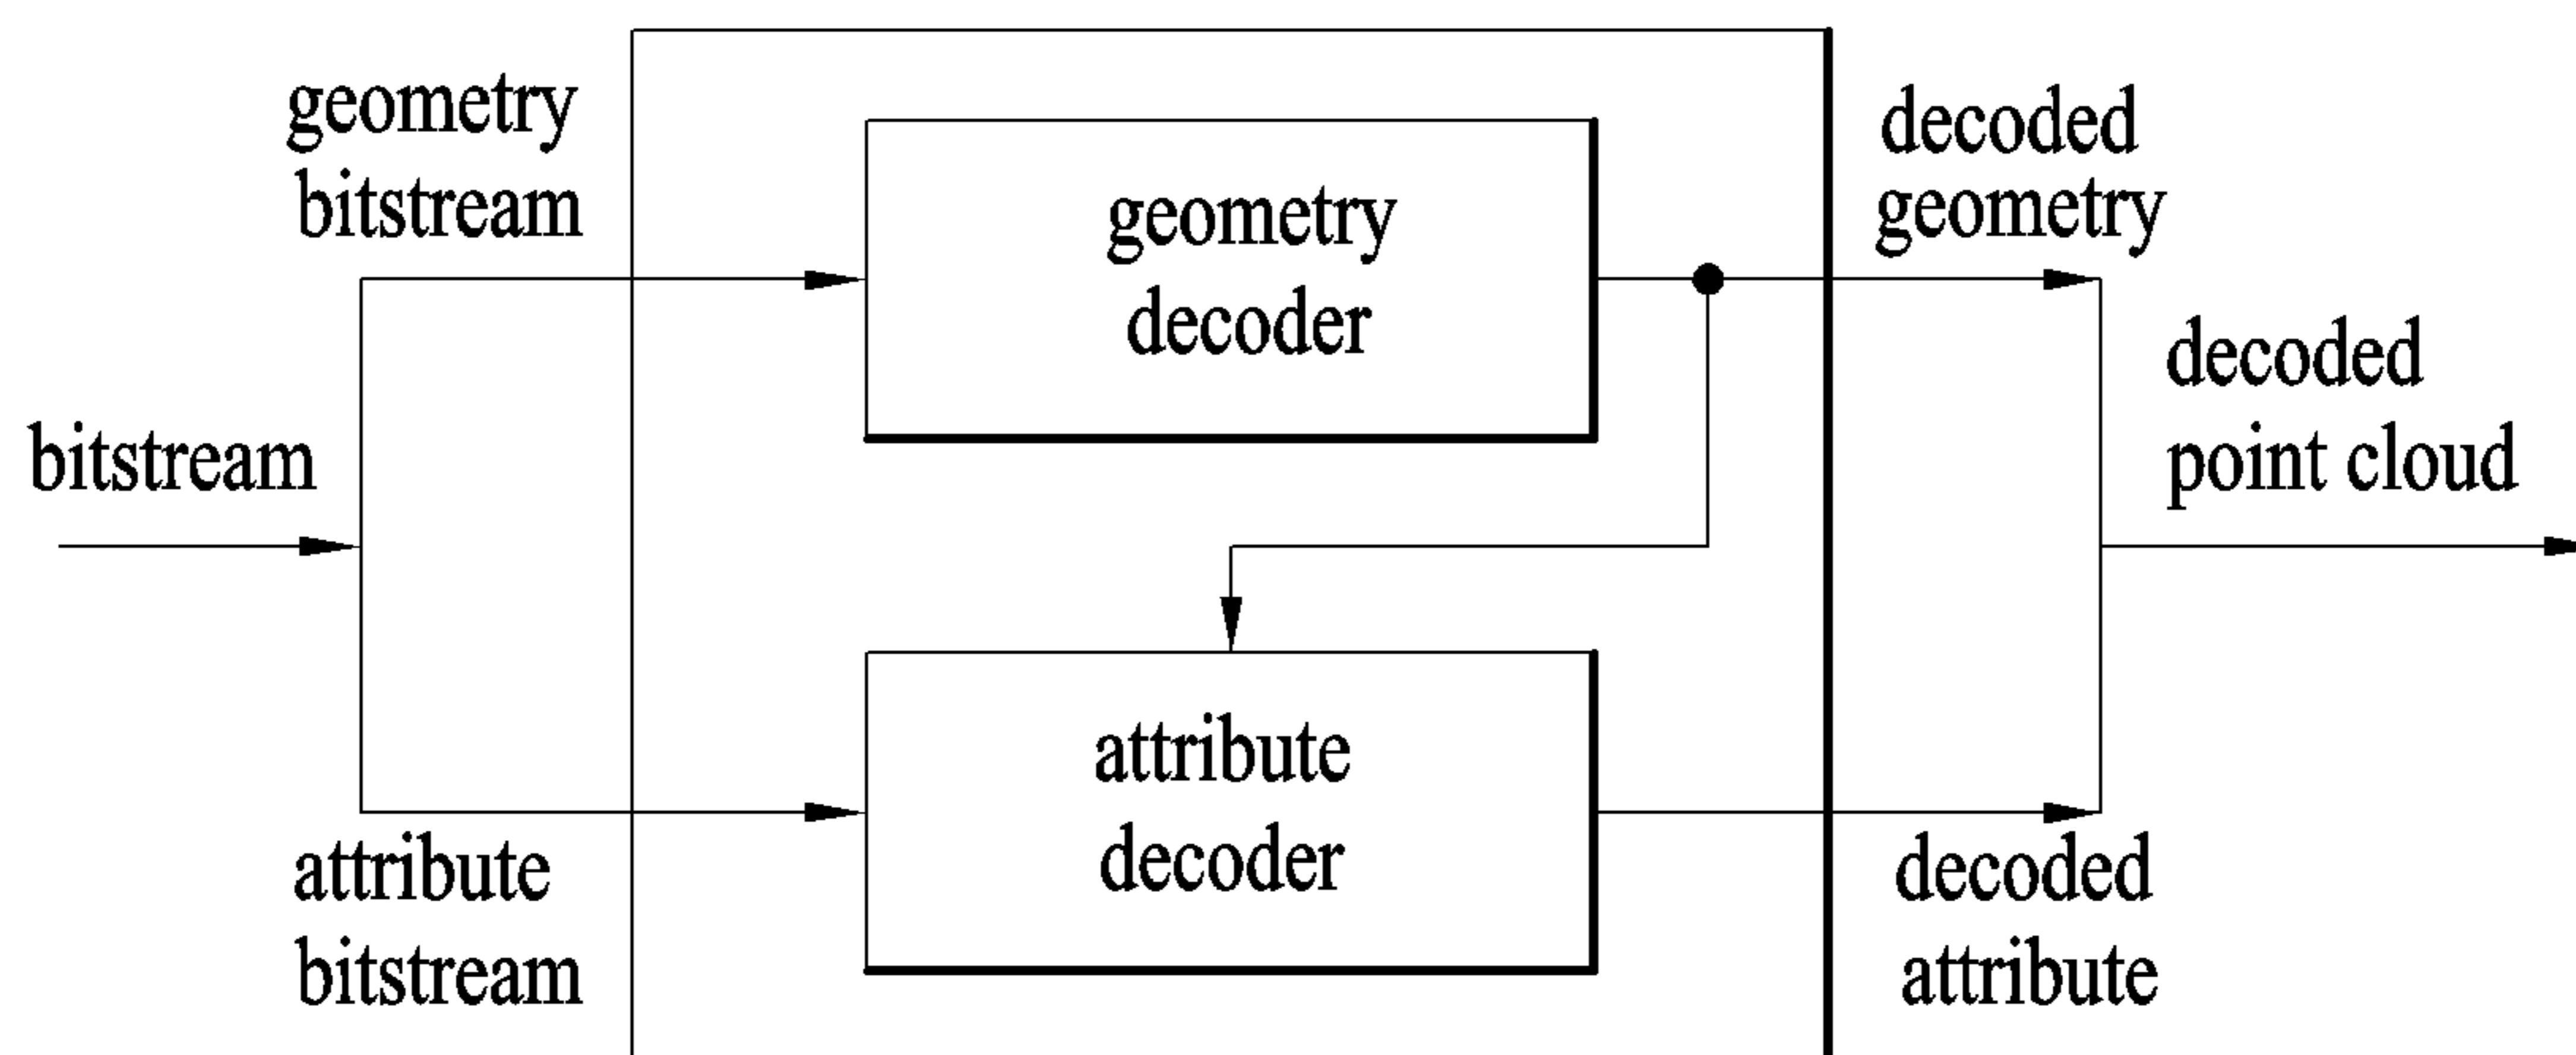 geometry
bitstream
bitstream
attribute
bitstream
geometry
decoder
attribute
decoder
decoded
geometry
decoded
point cloud
decoded
attribute